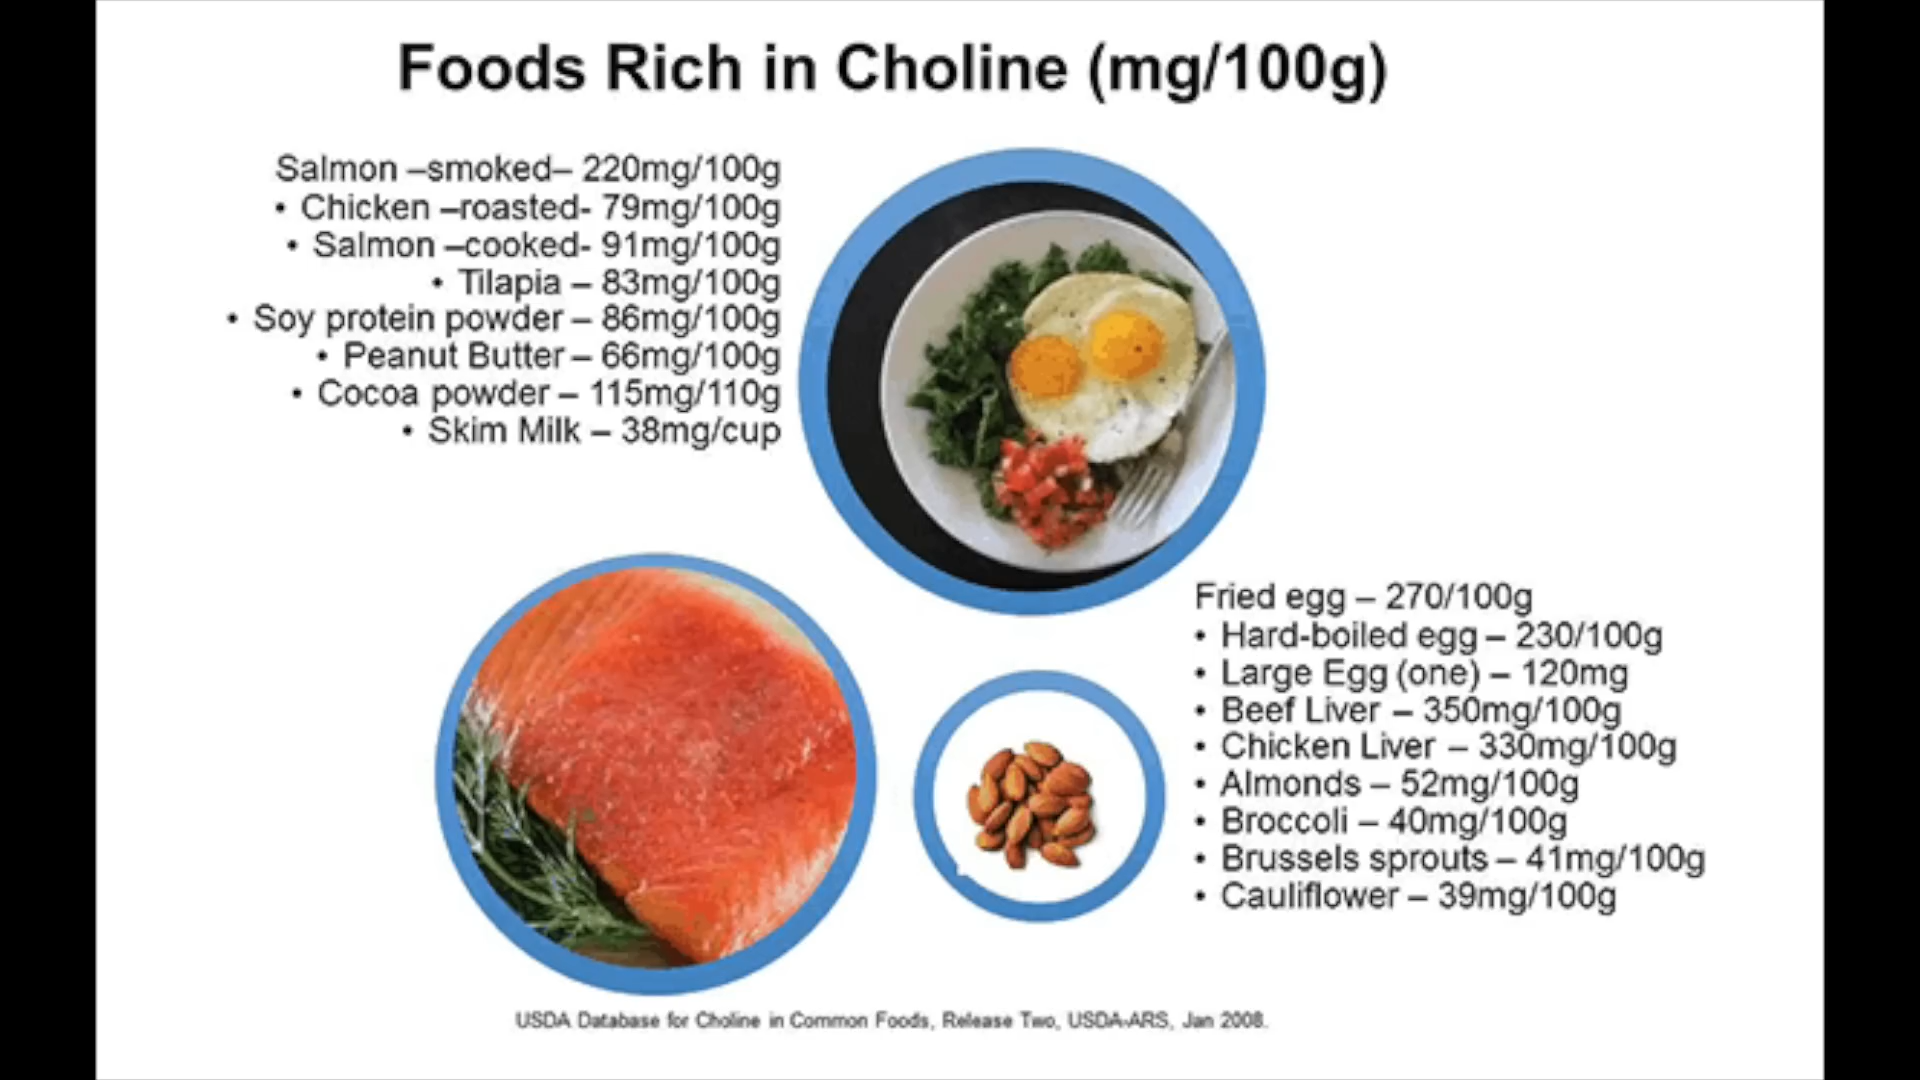 Foods Rich in Choline (mg/100g)
Salmon –smoked– 220mg/100g
• Chicken –roasted- 79mg/100g
• Salmon –cooked- 91mg/100g
• Tilapia – 83mg/100g
• Soy protein powder – 86mg/100g
• Peanut Butter – 66mg/100g
• Cocoa powder – 115mg/110g
• Skim Milk – 38mg/cup
Fried egg – 270/100g
• Hard-boiled egg – 230/100g
• Large Egg (one) – 120mg
• Beef Liver – 350mg/100g
• Chicken Liver – 330mg/100g
• Almonds – 52mg/100g
• Broccoli – 40mg/100g
• Brussels sprouts – 41mg/100g
• Cauliflower – 39mg/100g
USDA Database for Choline in Common Foods, Release Two, USDA-ARS, Jan 2008.